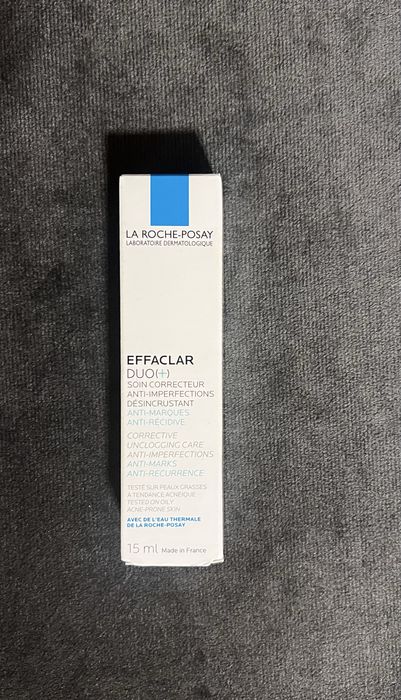 LA ROCHE-POSAY
LABORATOIRE DERMATOLOGIQUE
EFFACLAR
DUO(+)
SOIN CORRECTEUR
ANTI-IMPERFECTIONS
DÉSINCRUSTANT
ANTI-MARQUES
ANTI-RÉCIDIVE
CORRECTIVE
UNCLOGGING CARE
ANTI-IMPERFECTIONS
ANTI-MARKS
ANTI-RECURRENCE
TESTÉ SUR PEAUX GRASSES
À TENDANCE ACNÉIQUE
TESTED ON OILY
ACNE-PRONE SKIN
AVEC DE L'EAU THERMALE
DE LA ROCHE-POSAY
15 ml Made in France